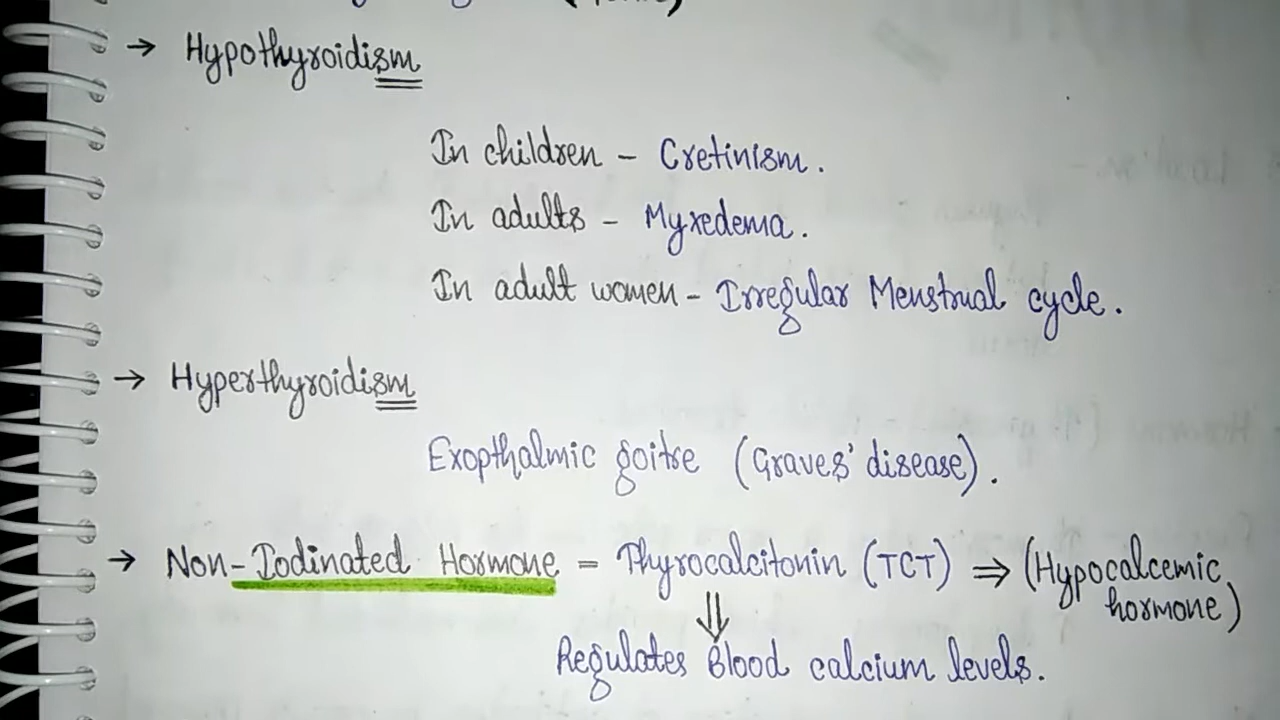 → Hypothyroidism
In children - Cretinism.
In adults - Myxedema.
In adult women - Irregular Menstrual cycle.
→ Hyperthyroidism
Exopthalmic goitre (Graves' disease).
→ Non-Iodinated Hormone = Thyrocalcitonin (TCT) ⇒ (Hypocalcemic
hormone)
⇓
Regulates Blood calcium levels.